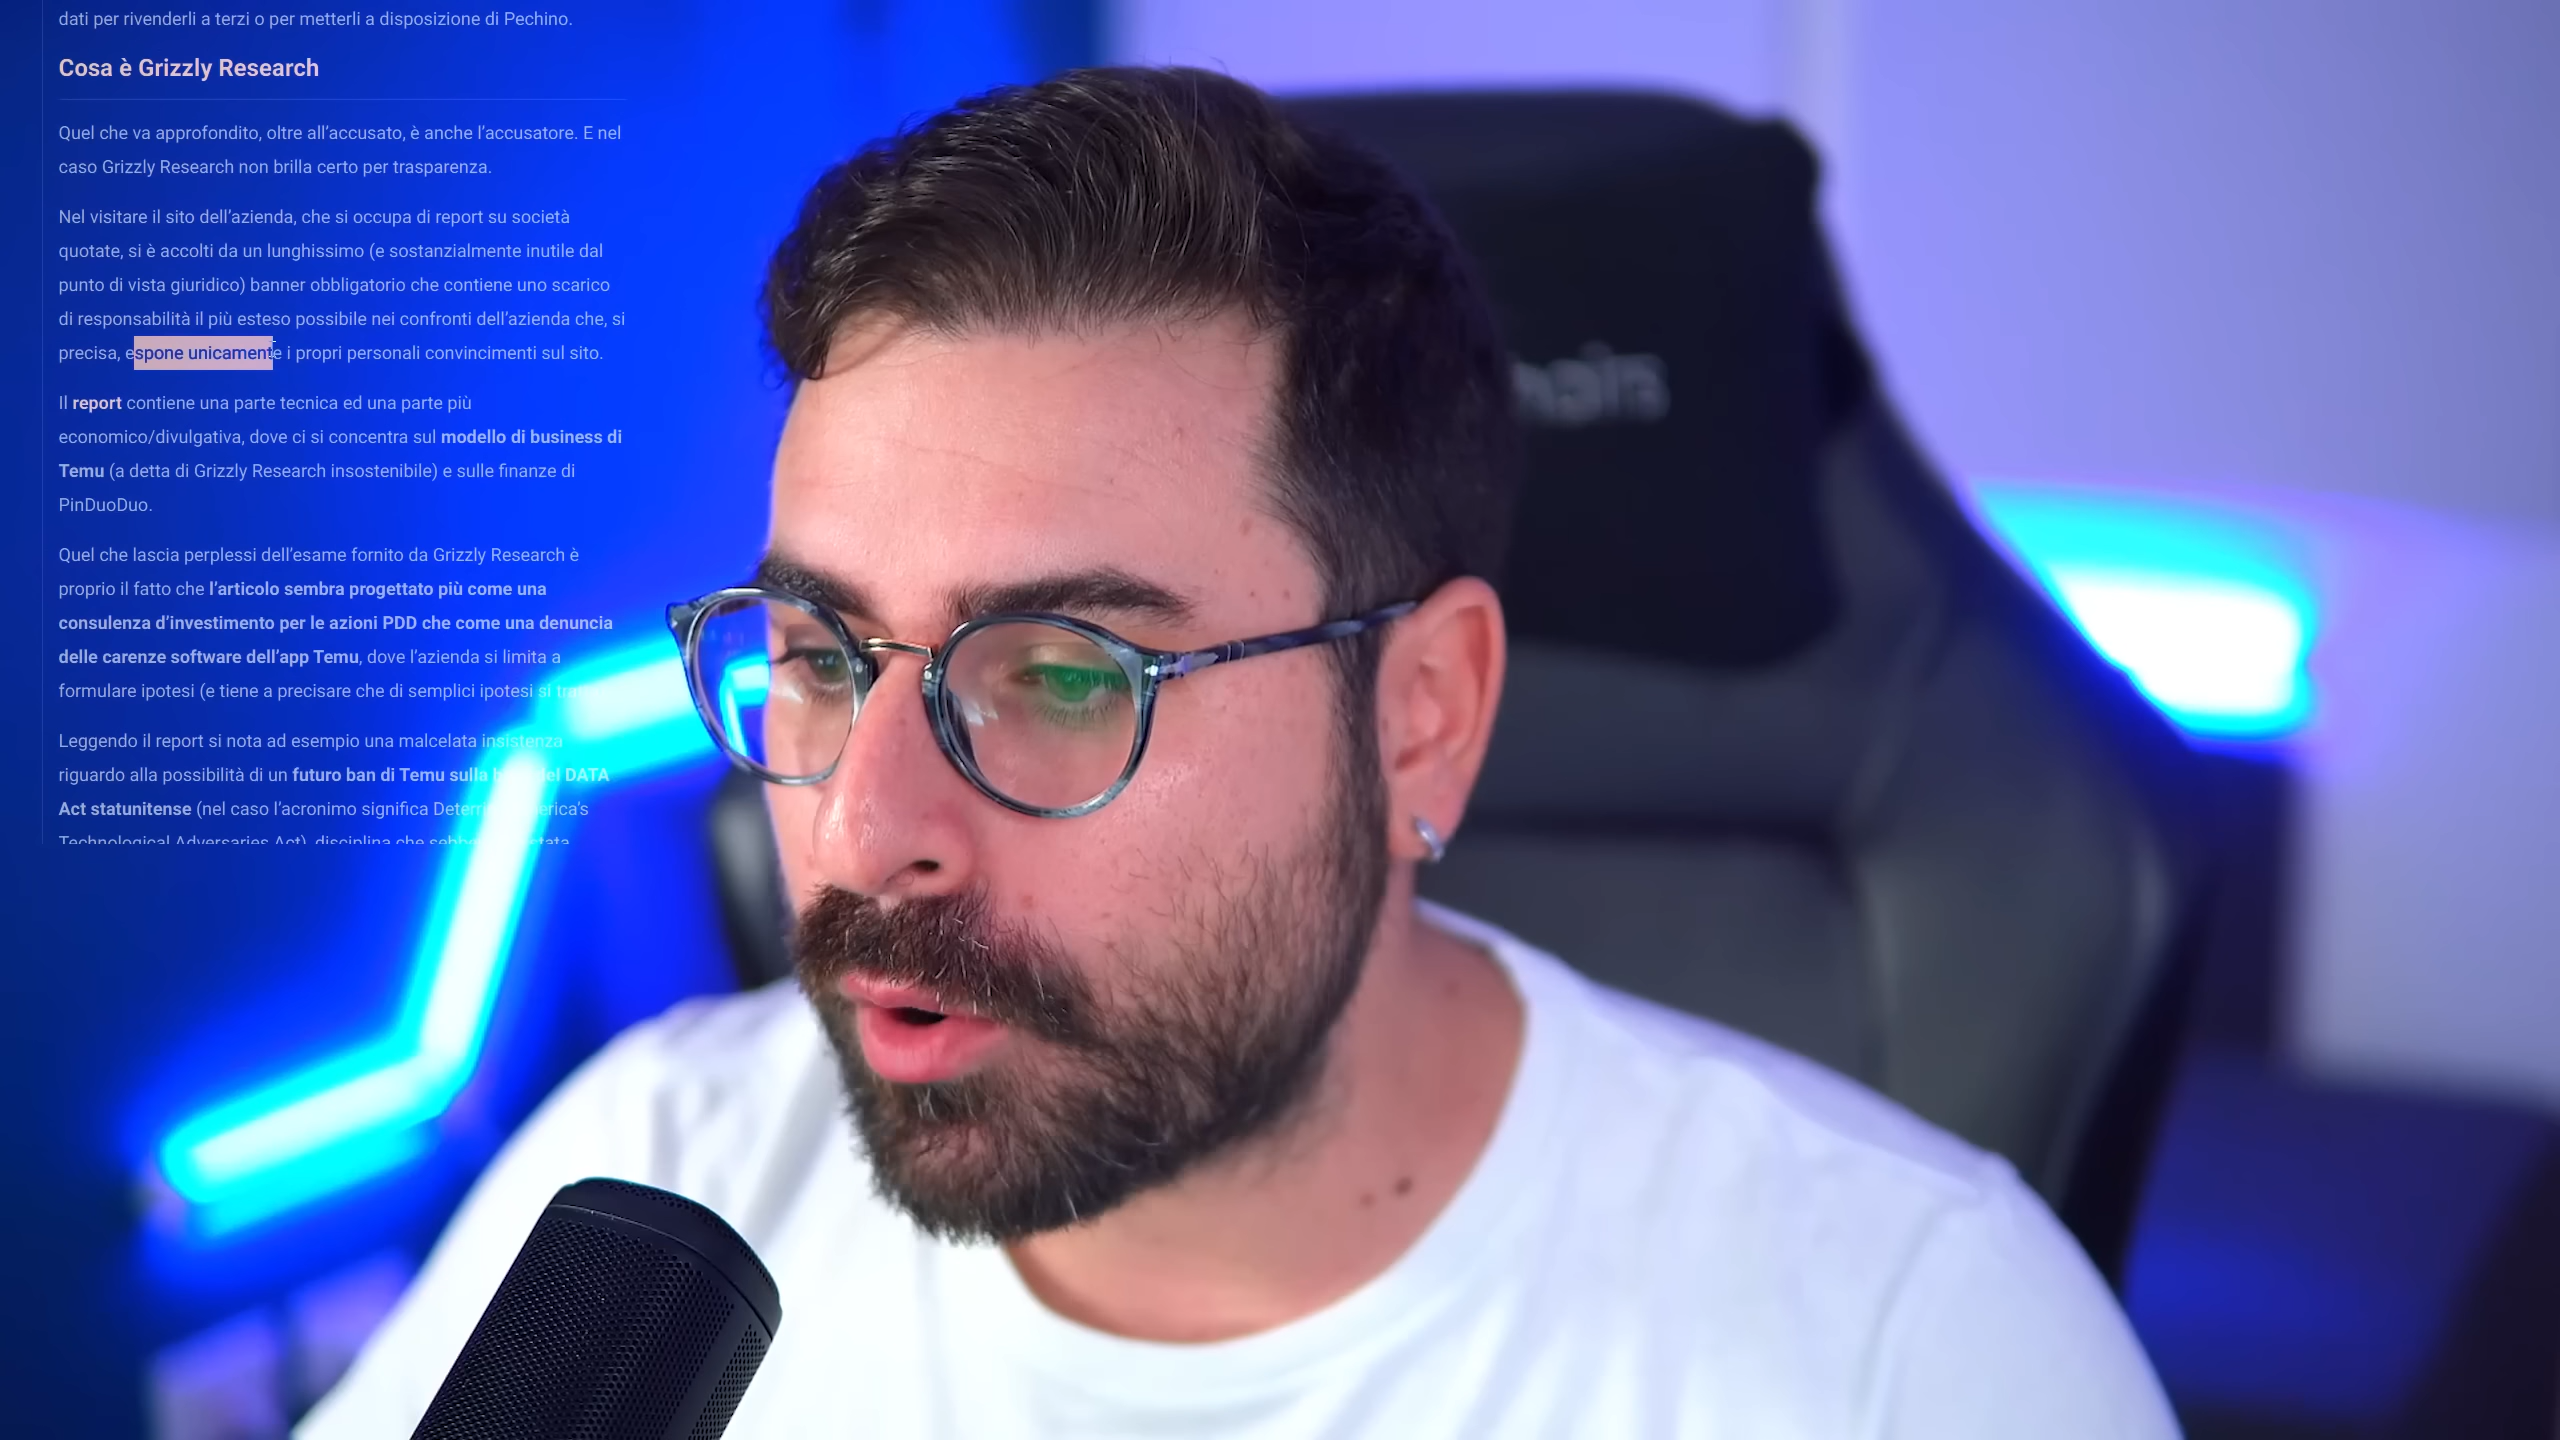 dati per rivenderli a terzi o per metterli a disposizione di Pechino.
Cosa è Grizzly Research
Quel che va approfondito, oltre all’accusato, è anche l’accusatore. E nel
caso Grizzly Research non brilla certo per trasparenza.
Nel visitare il sito dell’azienda, che si occupa di report su società
quotate, si è accolti da un lunghissimo (e sostanzialmente inutile dal
punto di vista giuridico) banner obbligatorio che contiene uno scarico
di responsabilità il più esteso possibile nei confronti dell’azienda che, si
precisa, espone unicamente i propri personali convincimenti sul sito.
Il report contiene una parte tecnica ed una parte più
economico/divulgativa, dove ci si concentra sul modello di business di
Temu (a detta di Grizzly Research insostenibile) e sulle finanze di
PinDuoDuo.
Quel che lascia perplessi dell’esame fornito da Grizzly Research è
proprio il fatto che l’articolo sembra progettato più come una
consulenza d’investimento per le azioni PDD che come una denuncia
delle carenze software dell’app Temu, dove l’azienda si limita a
formulare ipotesi (e tiene a precisare che di semplici ipotesi si
Leggendo il report si nota ad esempio una malcelata insistenza
riguardo alla possibilità di un futuro ban di Temu sulla del DATA
Act statunitense (nel caso l’acronimo significa
Technological Adversaries Act), disciplina che